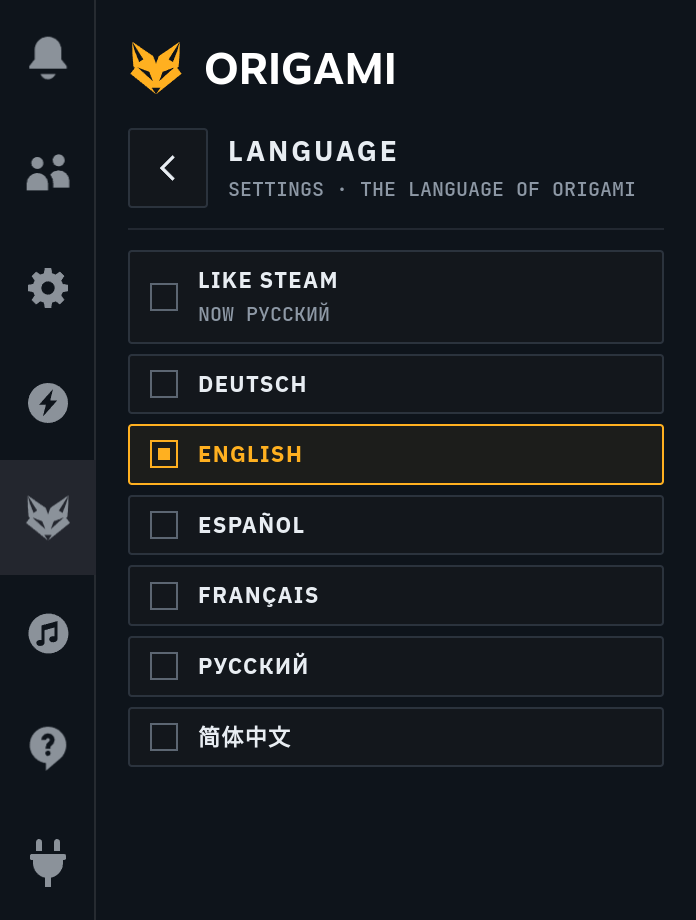 ORIGAMI
LANGUAGE
SETTINGS · THE LANGUAGE OF ORIGAMI
LIKE STEAM
NOW РУССКИЙ
DEUTSCH
ENGLISH
ESPAÑOL
FRANÇAIS
РУССКИЙ
简体中文